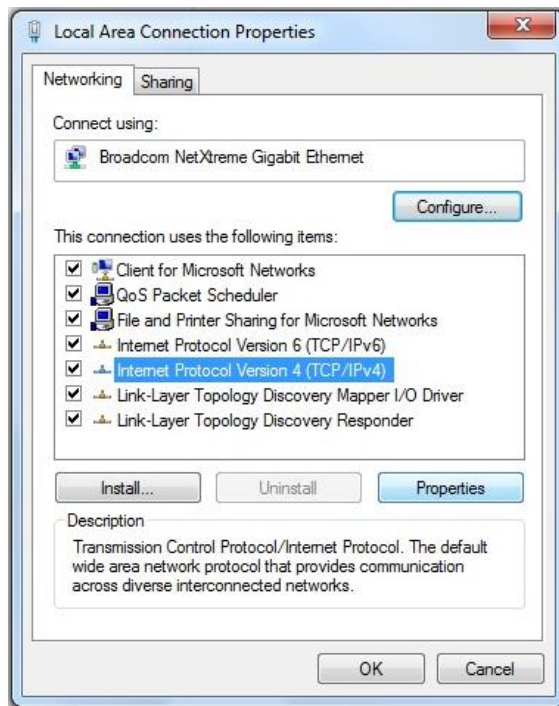 Local Area Connection Properties
Networking
Sharing
Connect using:
Broadcom NetXtreme Gigabit Ethernet
Configure...
This connection uses the following items:
Client for Microsoft Networks
QoS Packet Scheduler
File and Printer Sharing for Microsoft Networks
Internet Protocol Version 6 (TCP/IPv6)
Internet Protocol Version 4 (TCP/IPv4)
Link-Layer Topology Discovery Mapper I/O Driver
Link-Layer Topology Discovery Responder
Install...
Uninstall
Properties
Description
Transmission Control Protocol/Internet Protocol. The default
wide area network protocol that provides communication
across diverse interconnected networks.
OK
Cancel